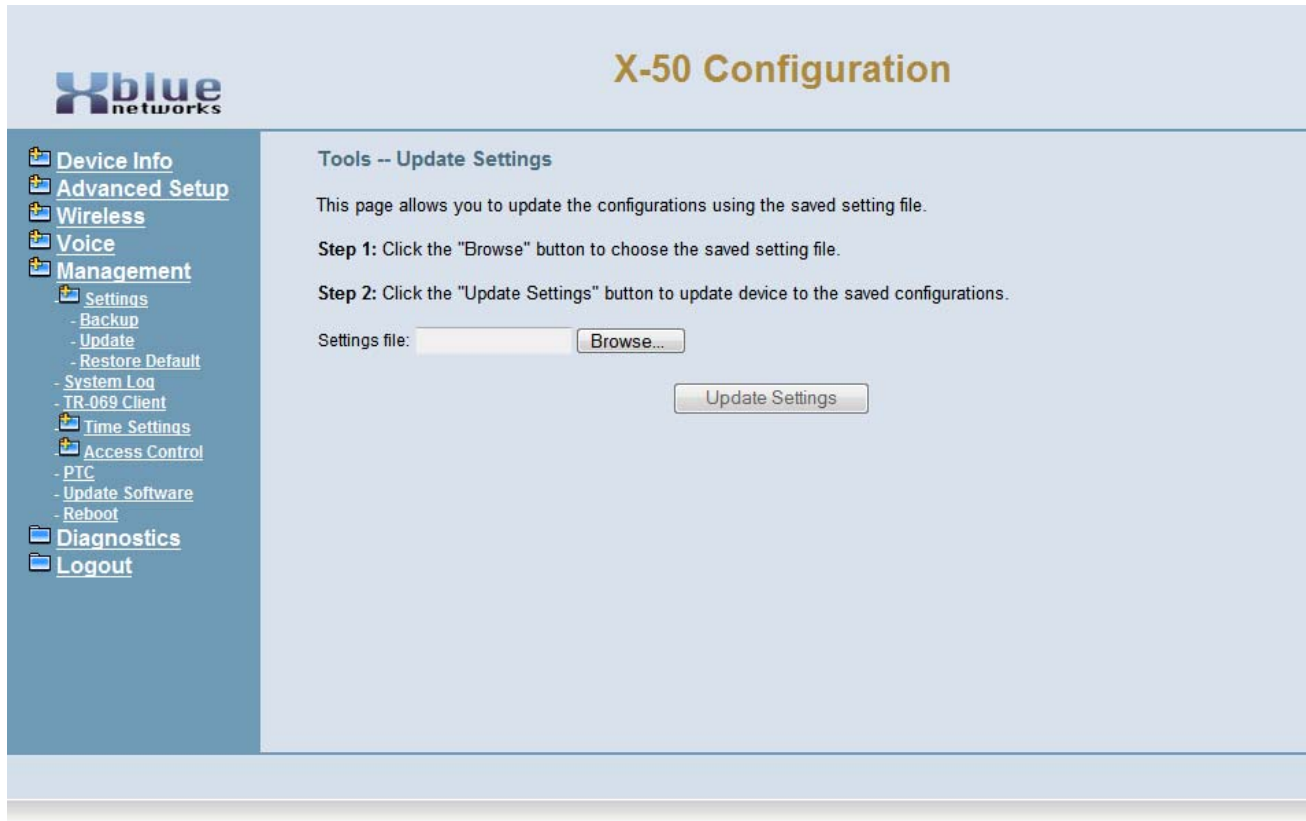 Xblue
networks
X-50 Configuration
Device Info
Advanced Setup
Wireless
Voice
Management
Settings
- Backup
- Update
- Restore Default
- System Log
- TR-069 Client
Time Settings
Access Control
- PTC
- Update Software
- Reboot
Diagnostics
Logout
Tools -- Update Settings
This page allows you to update the configurations using the saved setting file.
Step 1: Click the "Browse" button to choose the saved setting file.
Step 2: Click the "Update Settings" button to update device to the saved configurations.
Settings file: Browse...
Update Settings